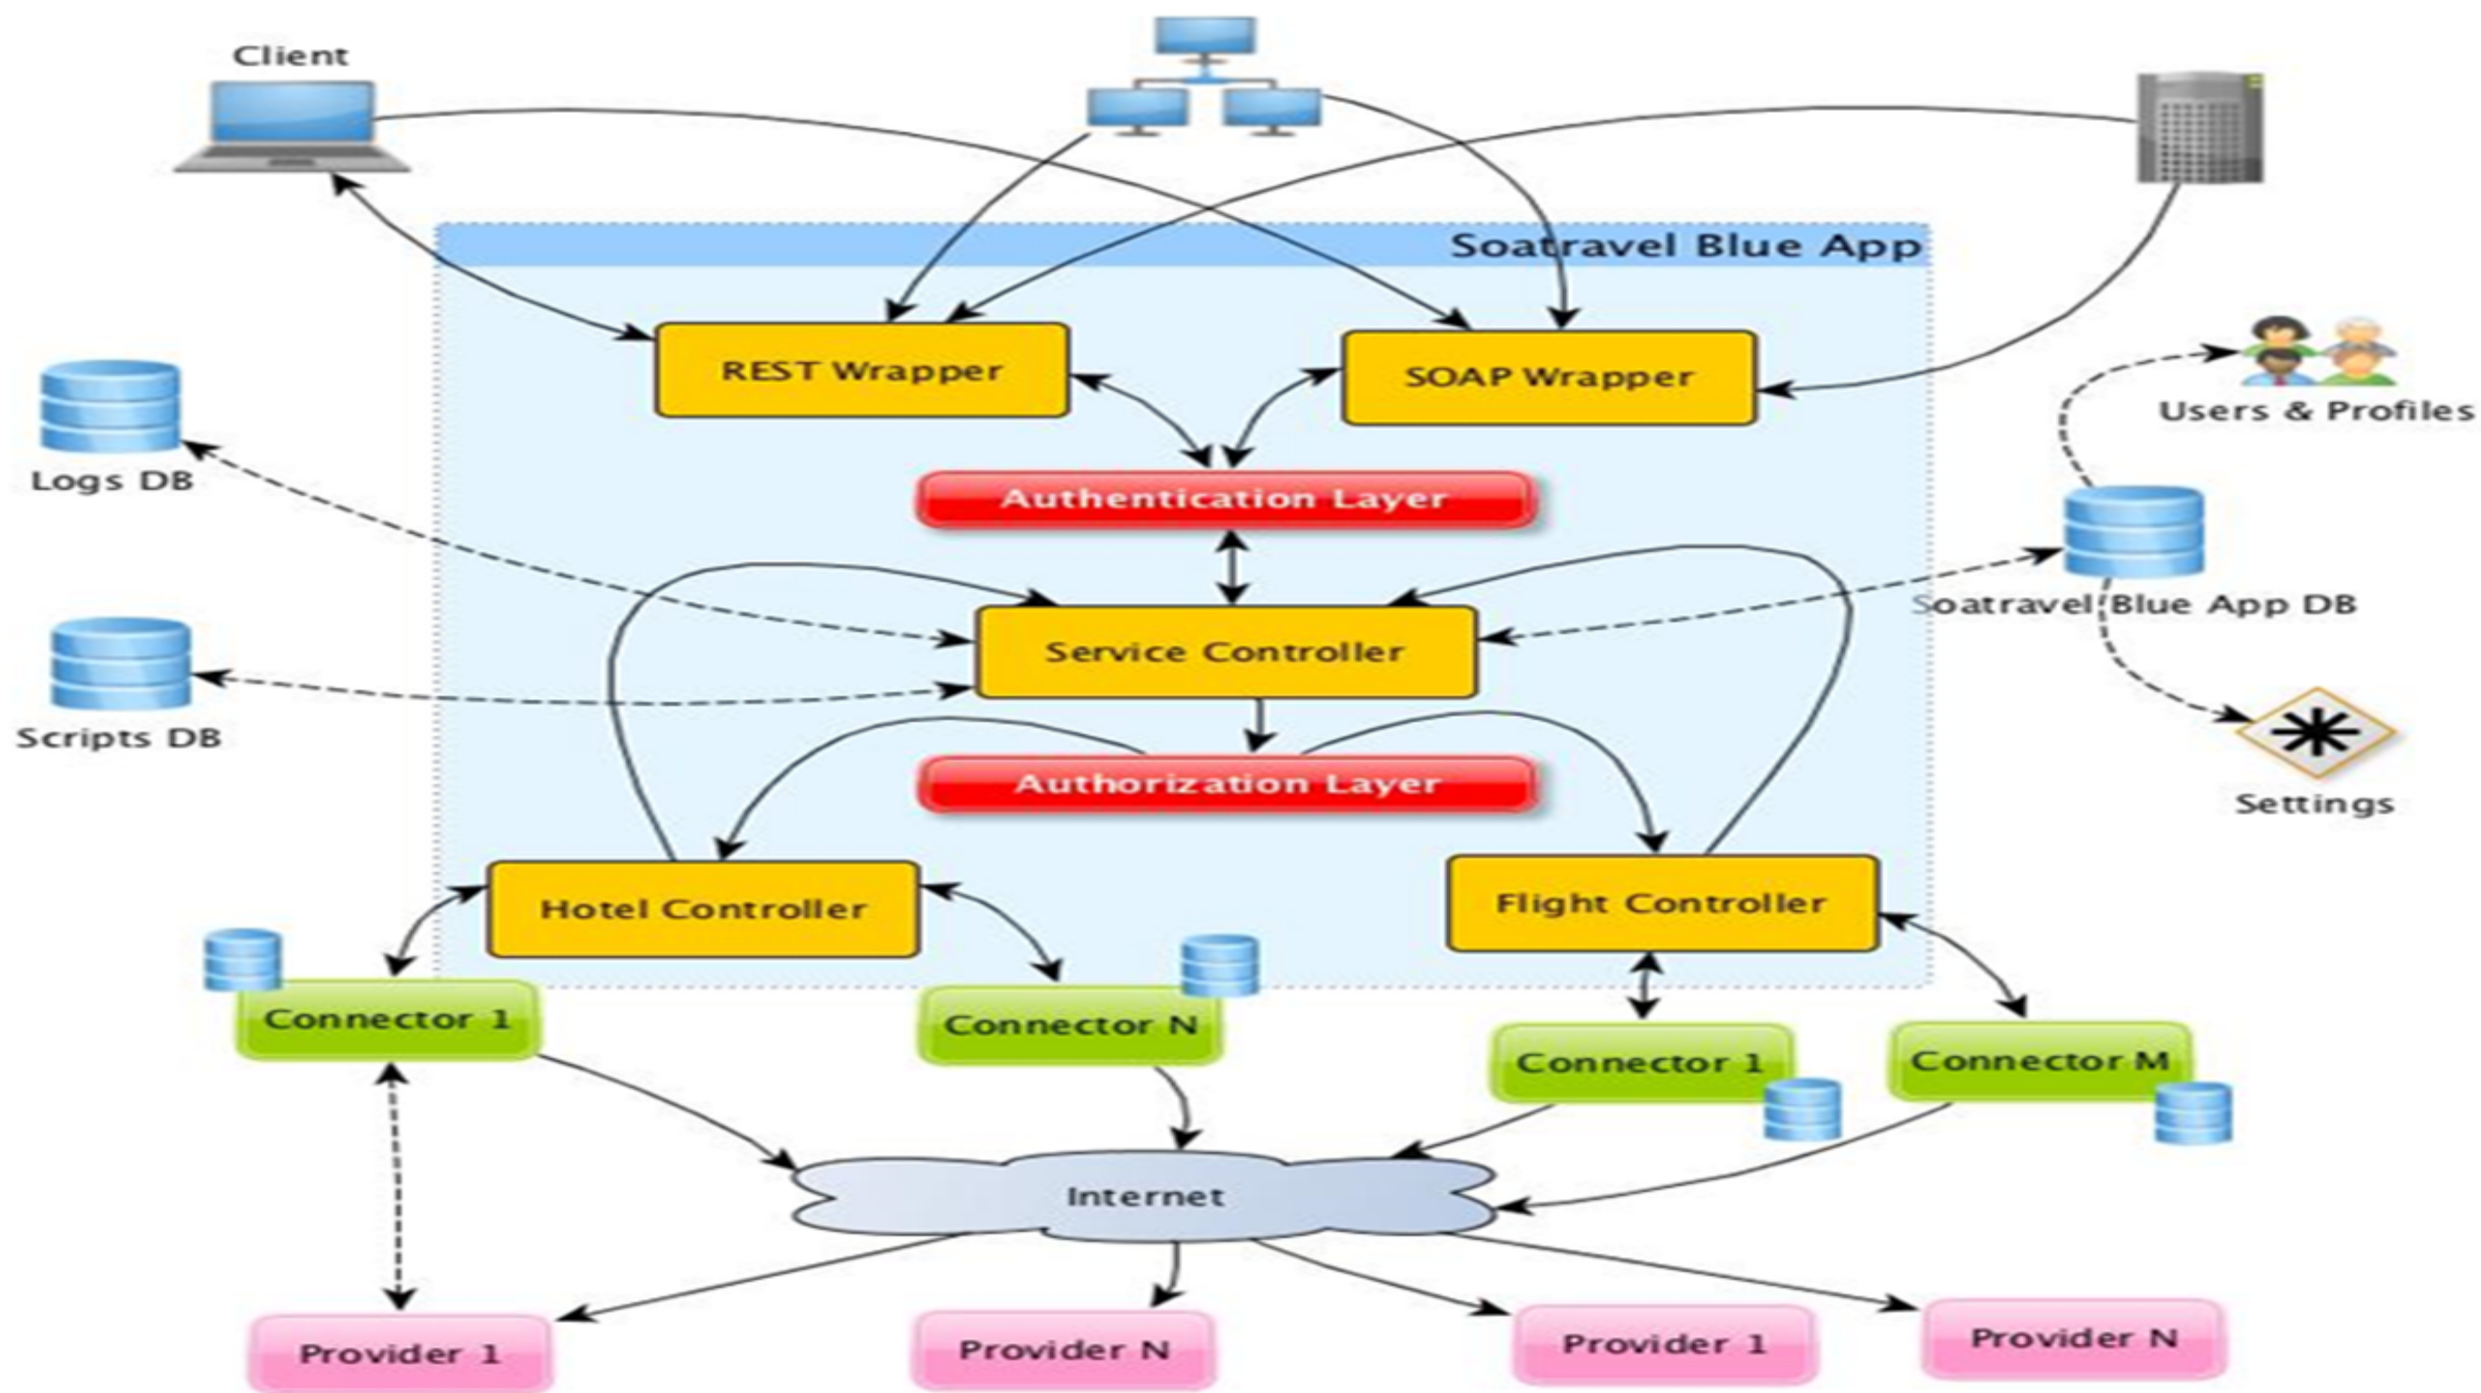 Client
Soatravel Blue App
REST Wrapper
SOAP Wrapper
Users & Profiles
Logs DB
Authentication Layer
Soatravel Blue App DB
Service Controller
Scripts DB
Authorization Layer
Settings
Hotel Controller
Flight Controller
Connector 1
Connector N
Connector 1
Connector M
Internet
Provider 1
Provider N
Provider 1
Provider N